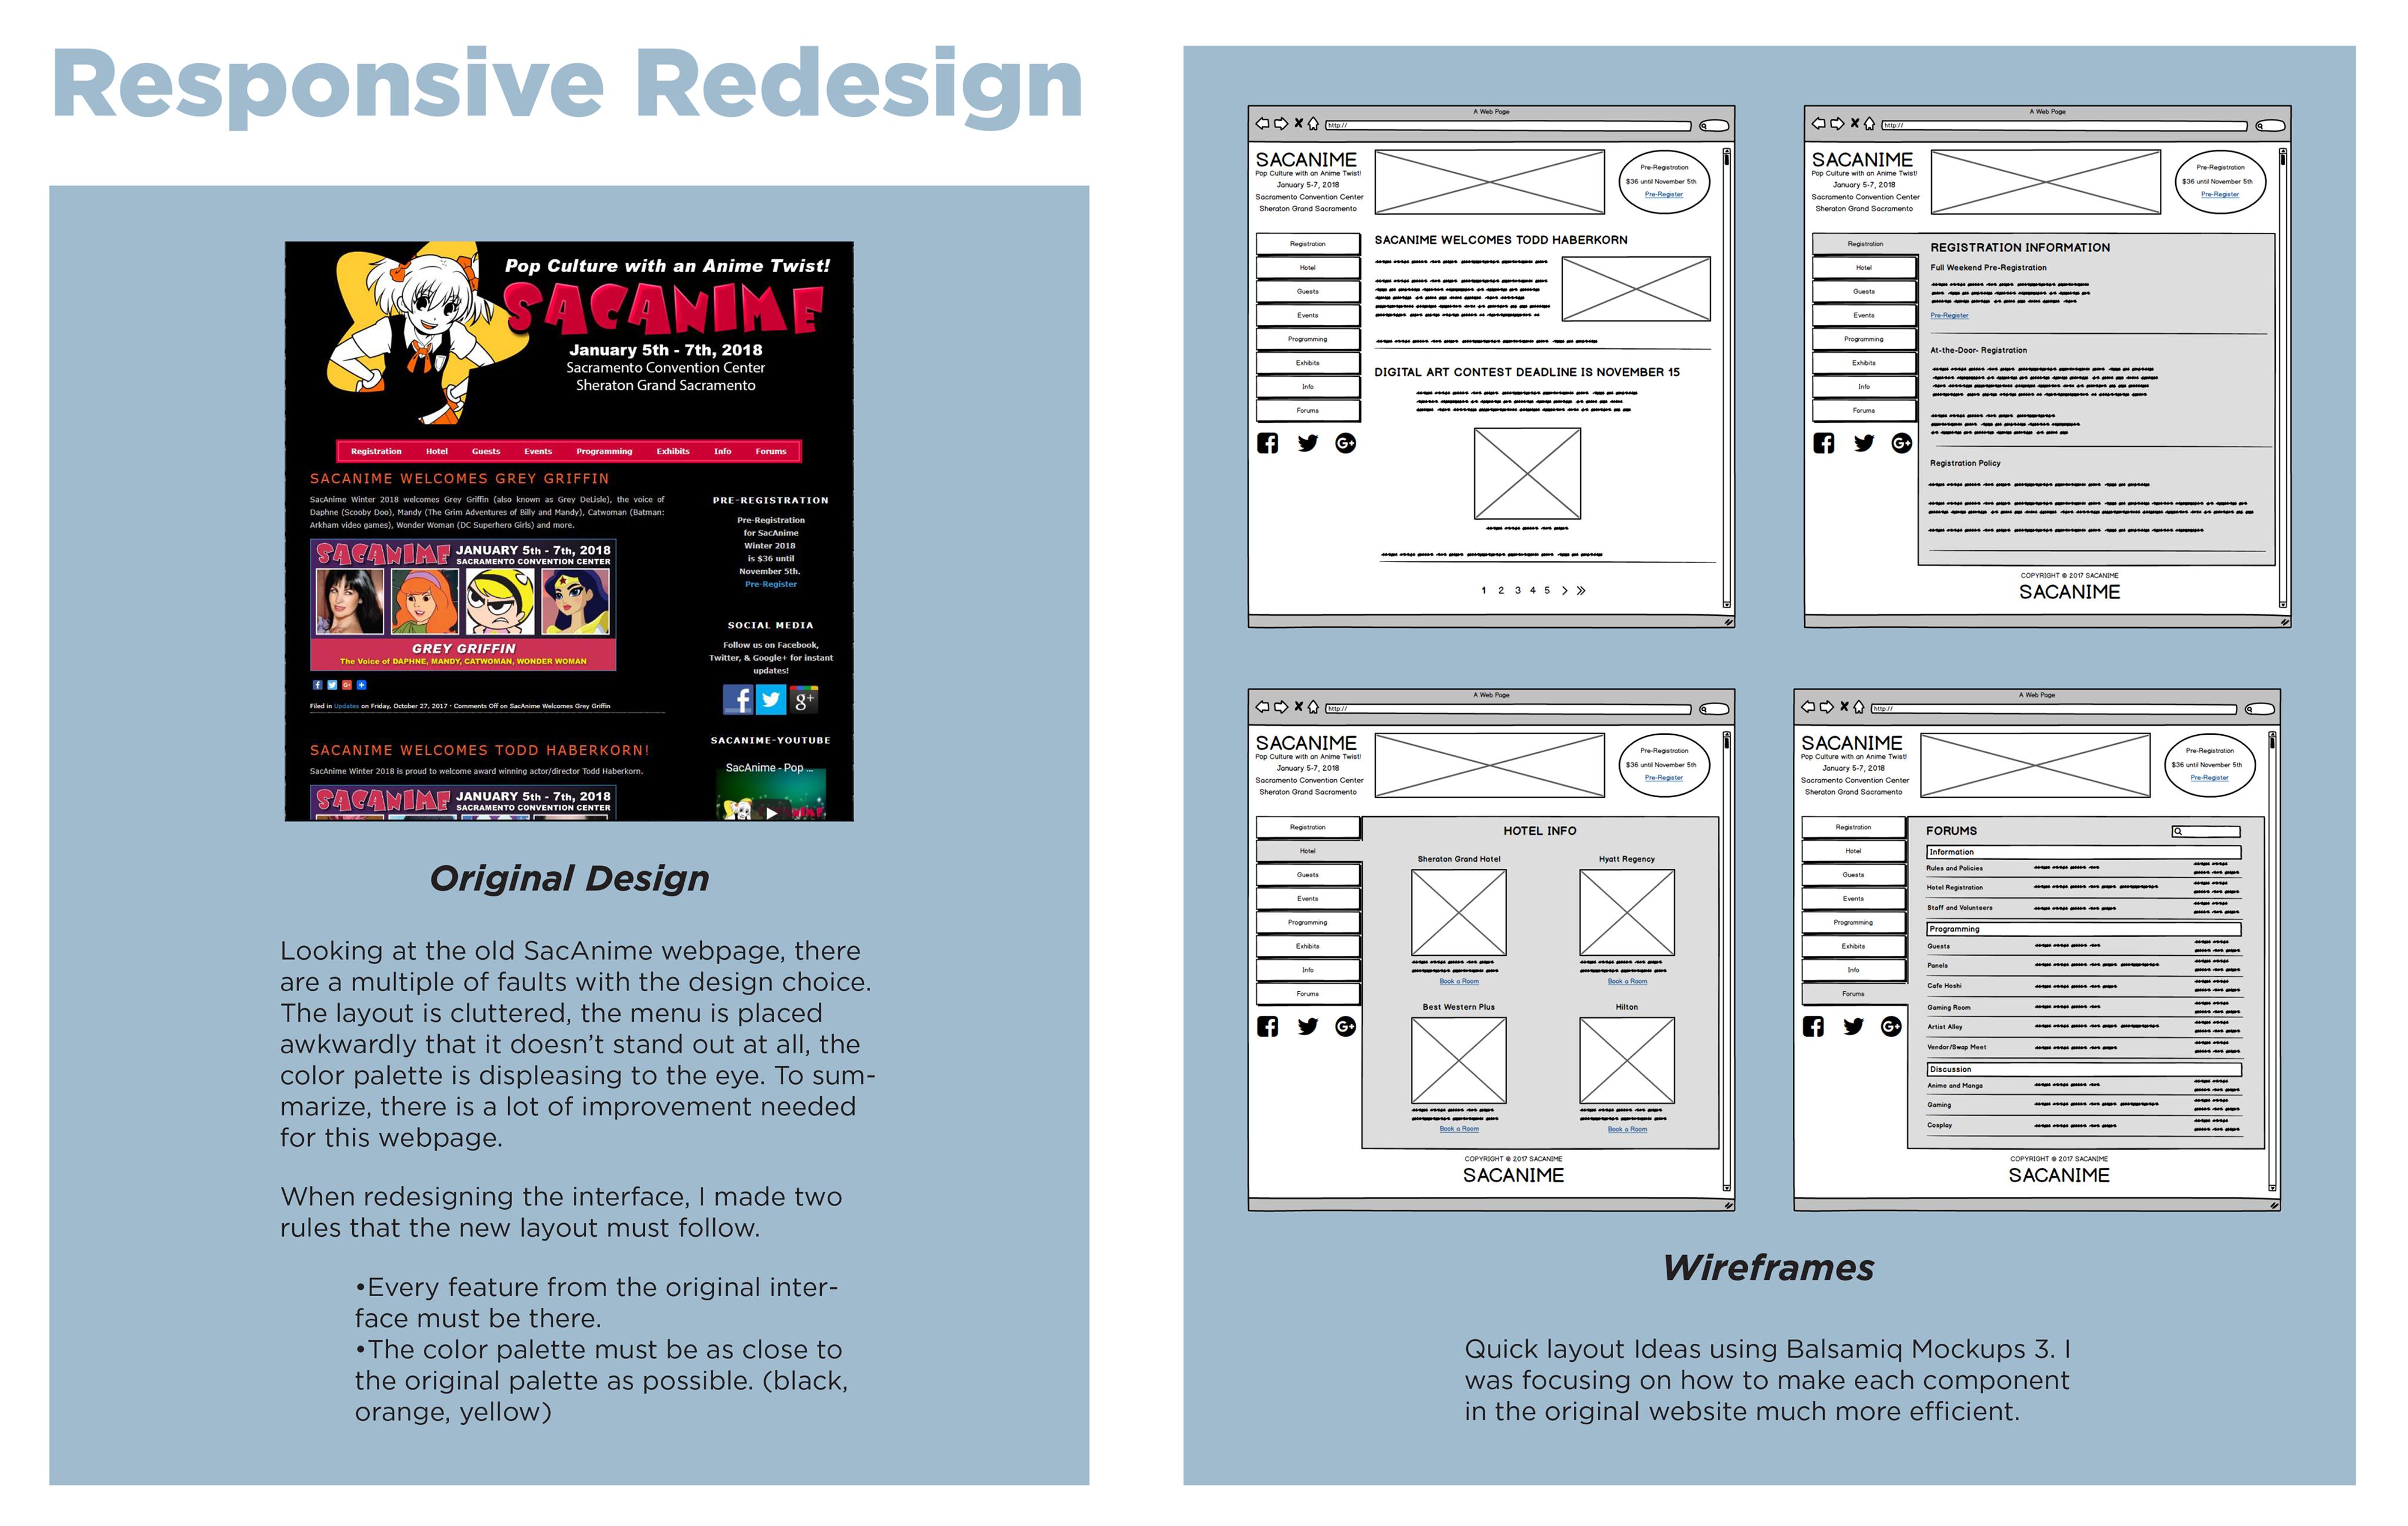 Responsive Redesign
Pop Culture with an Anime Twist!
SACANIME
January 5th - 7th, 2018
Sacramento Convention Center
Sheraton Grand Sacramento
Registration Hotel Guests Events Programming Exhibits Info Forums
SACANIME WELCOMES GREY GRIFFIN
SacAnime Winter 2018 welcomes Grey Griffin (also known as Grey DeLisle), the voice of
Daphne (Scooby Doo), Mandy (The Grim Adventures of Billy and Mandy), Catwoman (Batman:
Arkham video games), Wonder Woman (DC Superhero Girls) and more.
SACANIME JANUARY 5th - 7th, 2018
SACRAMENTO CONVENTION CENTER
GREY GRIFFIN
The Voice of DAPHNE, MANDY, CATWOMAN, WONDER WOMAN
Filed in Updates on Friday, October 27, 2017 · Comments Off on SacAnime Welcomes Grey Griffin
SACANIME WELCOMES TODD HABERKORN!
SacAnime Winter 2018 is proud to welcome award winning actor/director Todd Haberkorn.
SACANIME JANUARY 5th - 7th, 2018
SACRAMENTO CONVENTION CENTER
PRE-REGISTRATION
Pre-Registration
for SacAnime
Winter 2018
is $36 until
November 5th.
Pre-Register
SOCIAL MEDIA
Follow us on Facebook,
Twitter, & Google+ for instant
updates!
f g+
SACANIME-YOUTUBE
SacAnime - Pop ...
Original Design
Looking at the old SacAnime webpage, there
are a multiple of faults with the design choice.
The layout is cluttered, the menu is placed
awkwardly that it doesn’t stand out at all, the
color palette is displeasing to the eye. To sum-
marize, there is a lot of improvement needed
for this webpage.
When redesigning the interface, I made two
rules that the new layout must follow.
•Every feature from the original inter-
face must be there.
•The color palette must be as close to
the original palette as possible. (black,
orange, yellow)
A Web Page
http://
SACANIME
Pop Culture with an Anime Twist!
January 5-7, 2018
Sacramento Convention Center
Sheraton Grand Sacramento
Pre-Registration
$36 until November 5th
Pre-Register
Registration
Hotel
Guests
Events
Programming
Exhibits
Info
Forums
SACANIME WELCOMES TODD HABERKORN
DIGITAL ART CONTEST DEADLINE IS NOVEMBER 15
1 2 3 4 5
A Web Page
http://
SACANIME
Pop Culture with an Anime Twist!
January 5-7, 2018
Sacramento Convention Center
Sheraton Grand Sacramento
Pre-Registration
$36 until November 5th
Pre-Register
Registration
Hotel
Guests
Events
Programming
Exhibits
Info
Forums
REGISTRATION INFORMATION
Full Weekend Pre-Registration
Pre-Register
At-the-Door- Registration
Registration Policy
COPYRIGHT © 2017 SACANIME
SACANIME
A Web Page
http://
SACANIME
Pop Culture with an Anime Twist!
January 5-7, 2018
Sacramento Convention Center
Sheraton Grand Sacramento
Pre-Registration
$36 until November 5th
Pre-Register
Registration
Hotel
Guests
Events
Programming
Exhibits
Info
Forums
HOTEL INFO
Sheraton Grand Hotel Hyatt Regency
Book a Room Book a Room
Best Western Plus Hilton
Book a Room Book a Room
COPYRIGHT © 2017 SACANIME
SACANIME
A Web Page
http://
SACANIME
Pop Culture with an Anime Twist!
January 5-7, 2018
Sacramento Convention Center
Sheraton Grand Sacramento
Pre-Registration
$36 until November 5th
Pre-Register
Registration
Hotel
Guests
Events
Programming
Exhibits
Info
Forums
FORUMS
Information
Rules and Policies
Hotel Registration
Staff and Volunteers
Programming
Guests
Panels
Cafe Hoshi
Gaming Room
Artist Alley
Vendor/Swap Meet
Discussion
Anime and Manga
Gaming
Cosplay
COPYRIGHT © 2017 SACANIME
SACANIME
Wireframes
Quick layout Ideas using Balsamiq Mockups 3. I
was focusing on how to make each component
in the original website much more efficient.